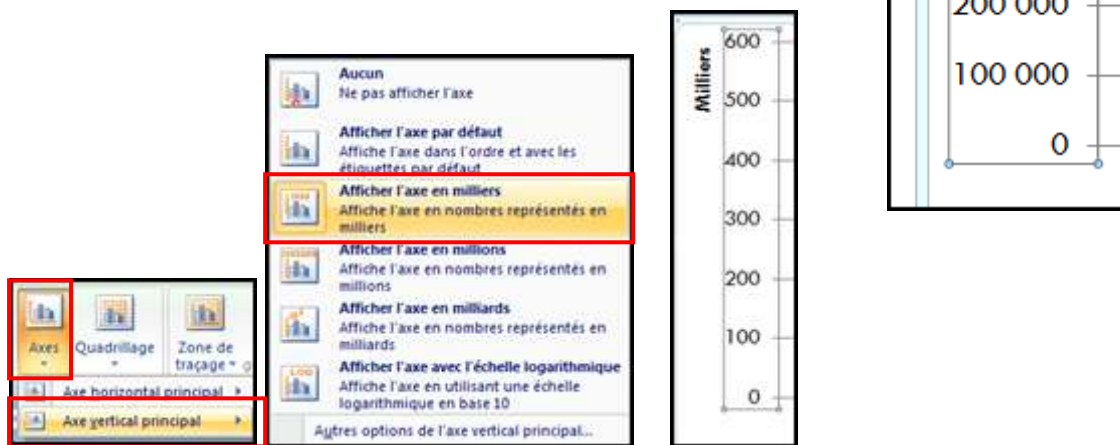 Axes
Quadrillage
Zone de
traçage
Axe horizontal principal
Axe vertical principal
Aucun
Ne pas afficher l'axe
Afficher l'axe par défaut
Affiche l'axe dans l'ordre et avec les
étiquettes par défaut
Afficher l'axe en milliers
Affiche l'axe en nombres représentés en
milliers
Afficher l'axe en millions
Affiche l'axe en nombres représentés en
millions
Afficher l'axe en milliards
Affiche l'axe en nombres représentés en
milliards
Afficher l'axe avec l'échelle logarithmique
Affiche l'axe en utilisant une échelle
logarithmique en base 10
Autres options de l'axe vertical principal...
Milliers
600
500
400
300
200
100
0
200 000
100 000
0